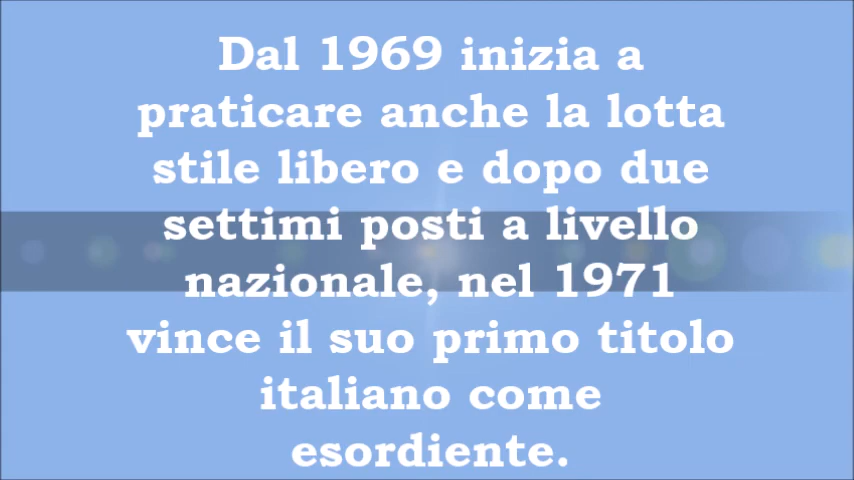 Dal 1969 inizia a
praticare anche la lotta
stile libero e dopo due
settimi posti a livello
nazionale, nel 1971
vince il suo primo titolo
italiano come
esordiente.